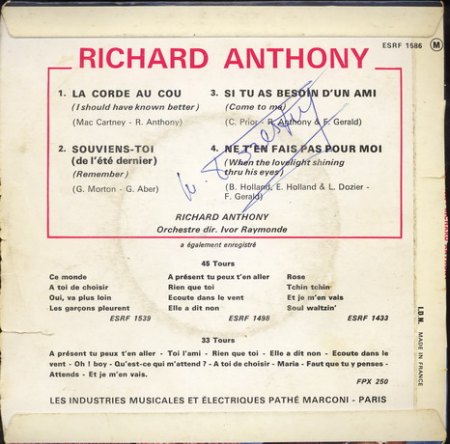 ESRF 1586 M
RICHARD ANTHONY
1. LA CORDE AU COU
(I should have known better)
(Mac Cartney - R. Anthony)
2. SOUVIENS-TOI
(de l'été dernier)
(Remember)
(G. Morton - G. Aber)
3. SI TU AS BESOIN D'UN AMI
(Come to me)
(C. Prior - R. Anthony & F. Gerald)
4. NE T'EN FAIS PAS POUR MOI
(When the lovelight shining
thru his eyes)
(B. Holland, E. Holland & L. Dozier -
F. Gerald)
RICHARD ANTHONY
Orchestre dir. Ivor Raymonde
a également enregistré
45 Tours
Ce monde
A toi de choisir
Oui, va plus loin
Les garçons pleurent
ESRF 1539
A présent tu peux t'en aller
Rien que toi
Ecoute dans le vent
Elle a dit non
ESRF 1498
Rose
Tchin tchin
Et je m'en vais
Soul waltzin'
ESRF 1433
33 Tours
A présent tu peux t'en aller - Toi l'ami - Rien que toi - Elle a dit non - Ecoute dans le
vent - Oh ! boy - Qu'est-ce qui m'attend ? - A toi de choisir - Maria - Faut que tu y penses -
Attends - Et je m'en vais.
FPX 250
LES INDUSTRIES MUSICALES ET ÉLECTRIQUES PATHÉ MARCONI - PARIS
I.D.N. MADE IN FRANCE